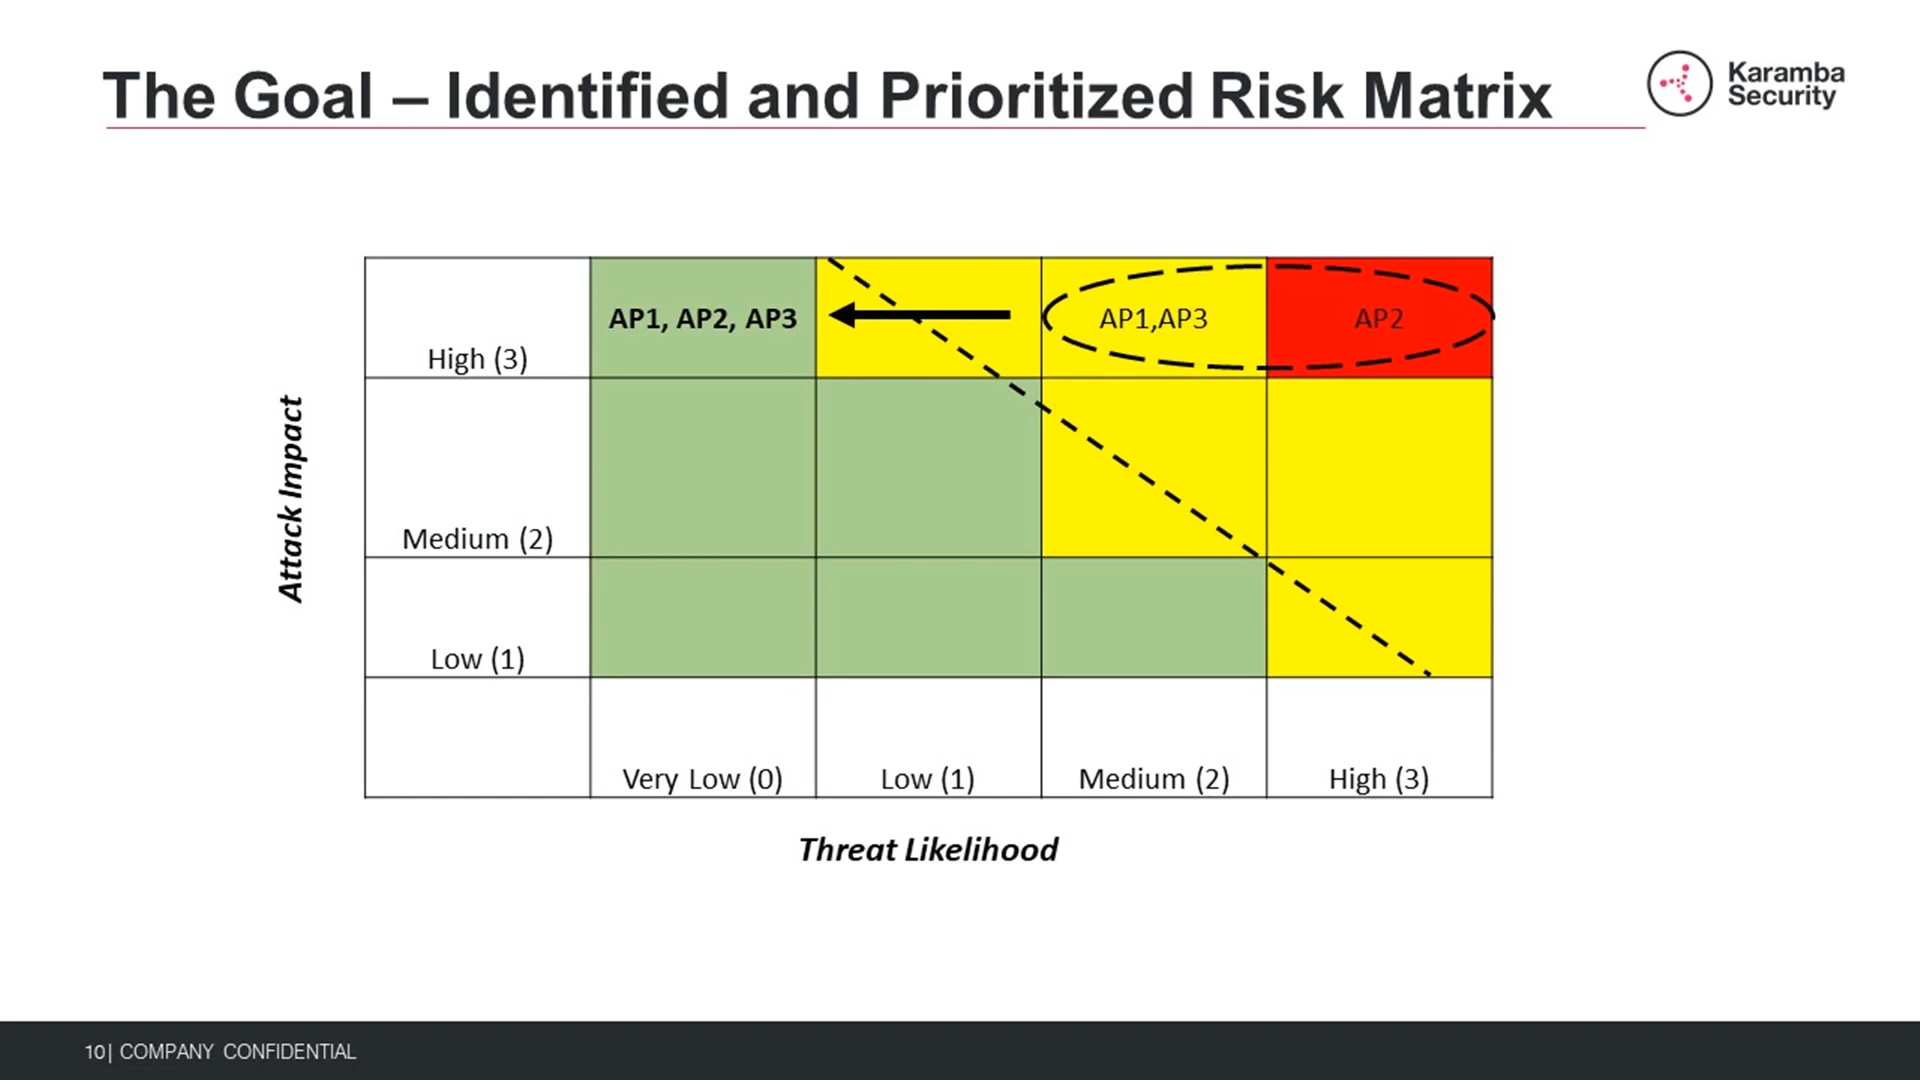 The Goal – Identified and Prioritized Risk Matrix
Karamba
Security
Attack Impact
High (3)
AP1, AP2, AP3
AP1,AP3
AP2
Medium (2)
Low (1)
Very Low (0)
Low (1)
Medium (2)
High (3)
Threat Likelihood
10| COMPANY CONFIDENTIAL